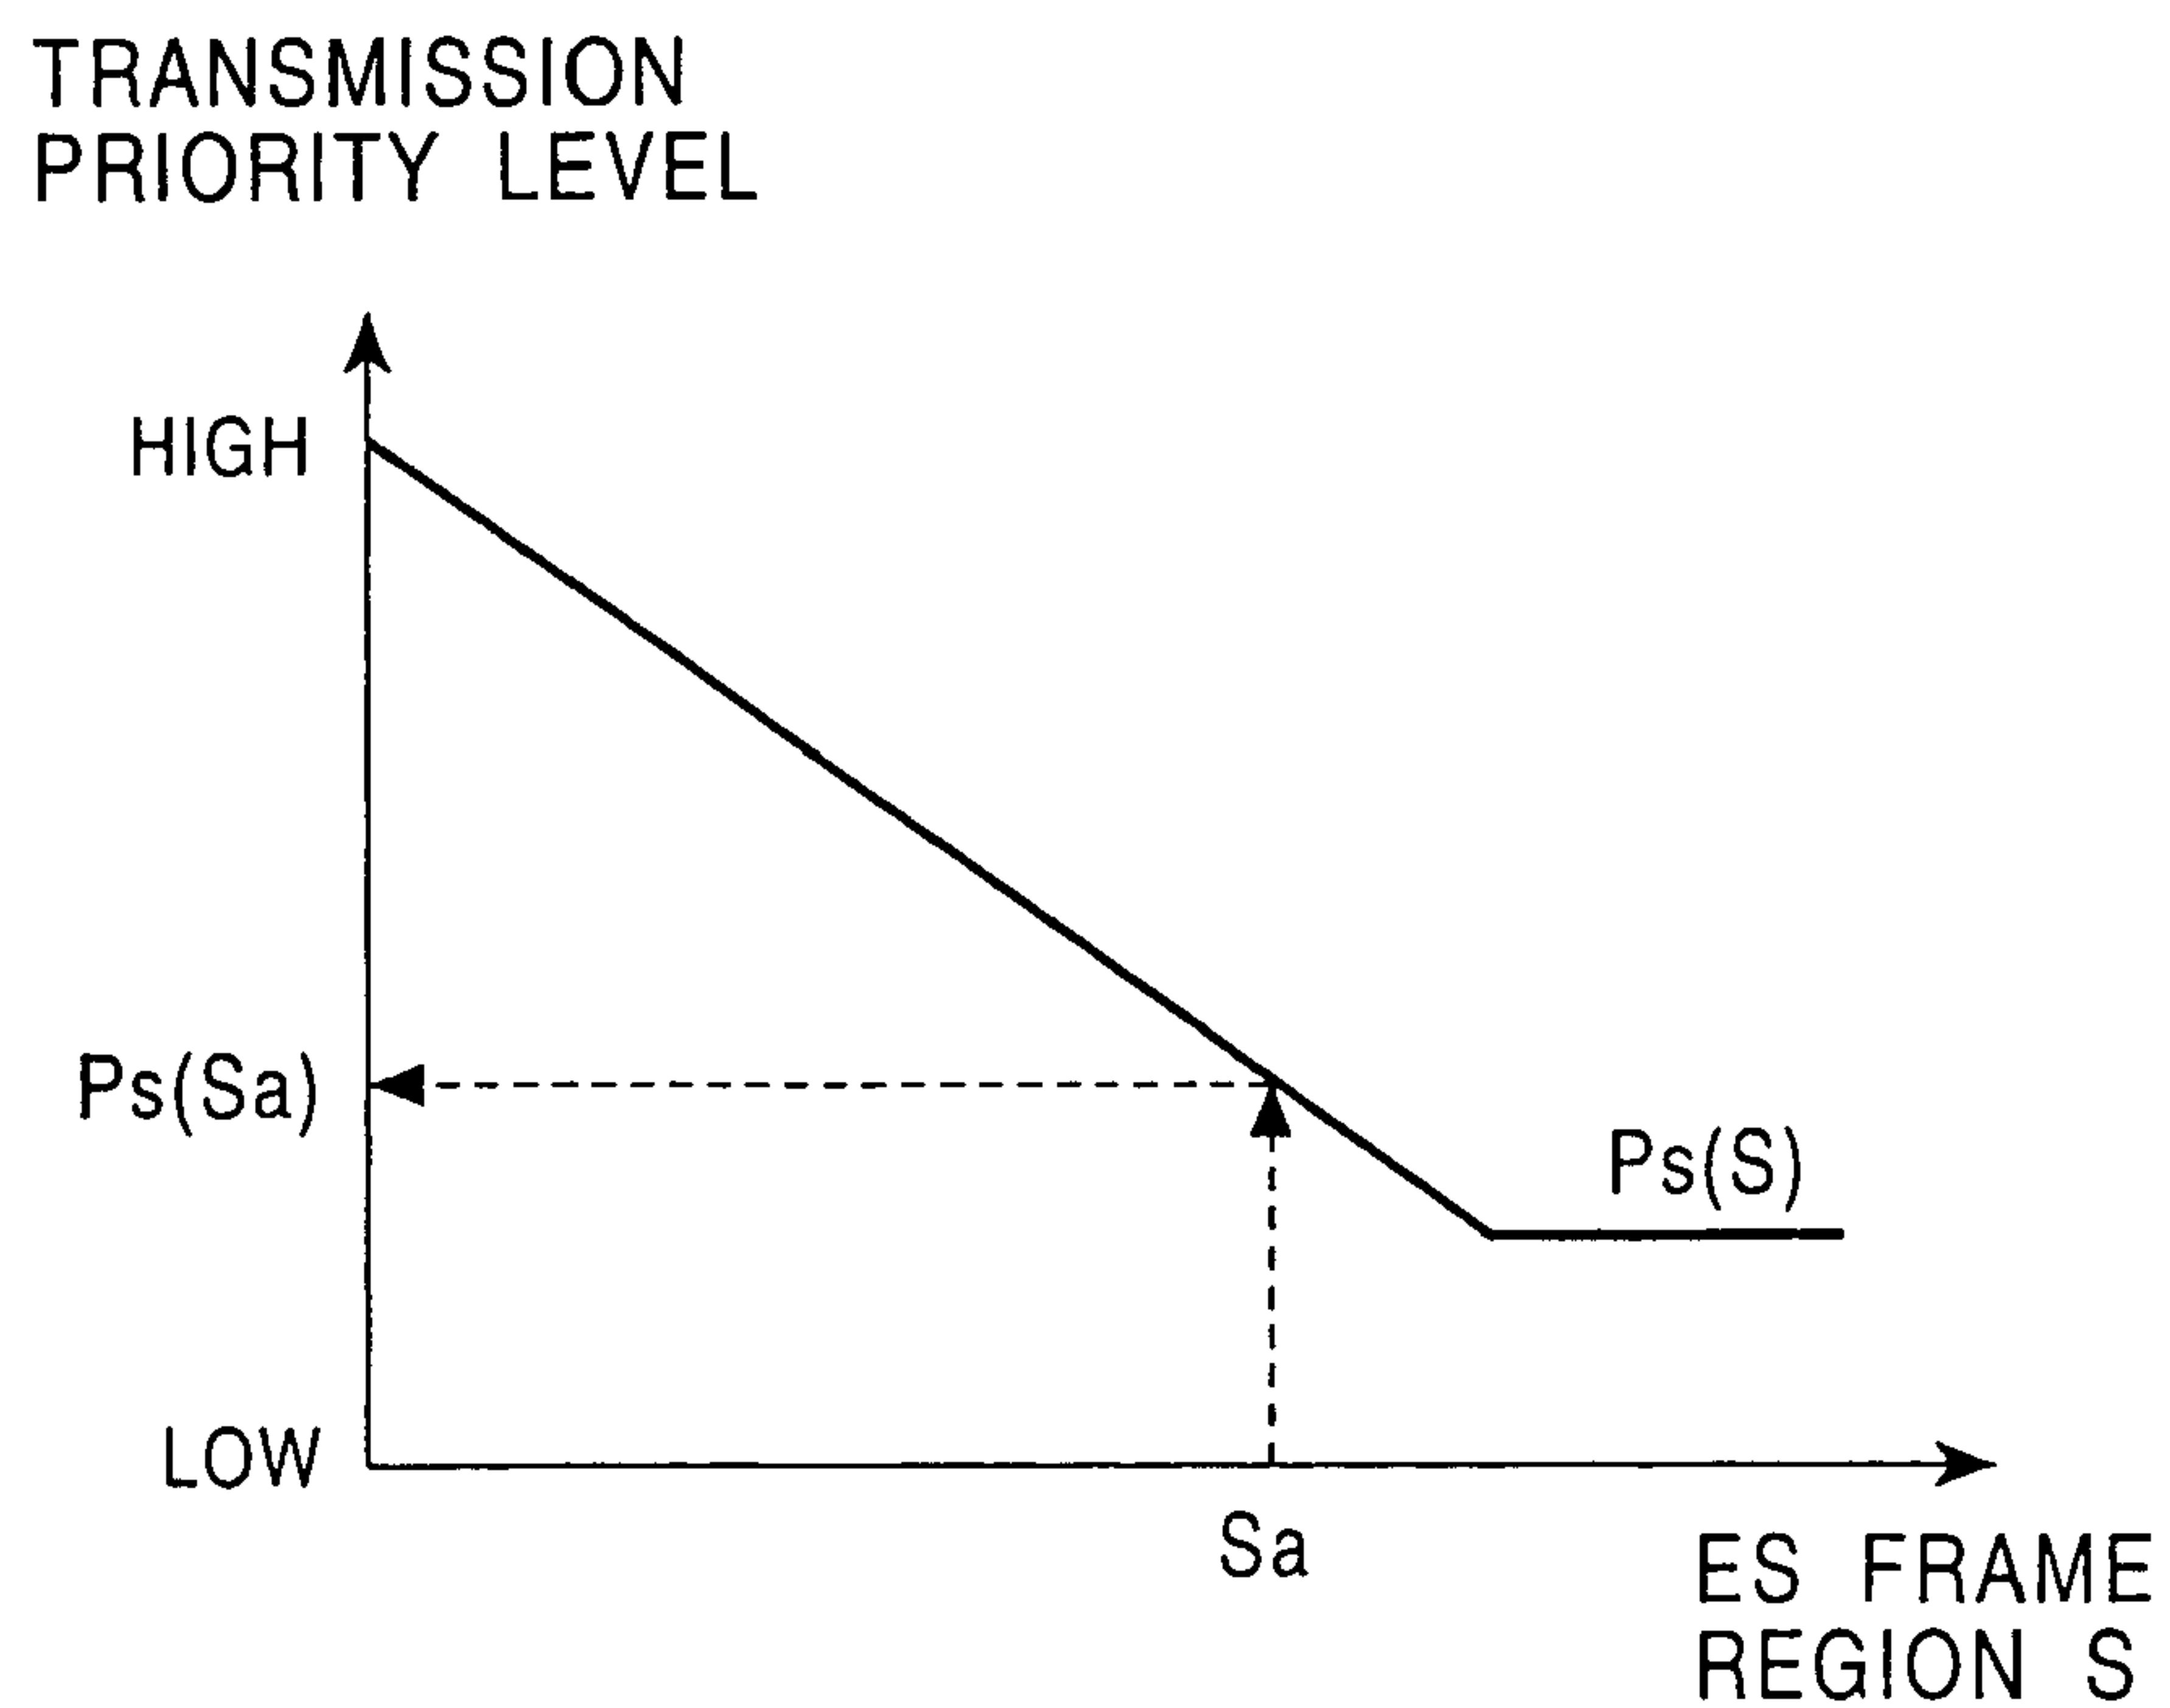 TRANSMISSION
PRIORITY LEVEL
HIGH
Ps(Sa)
Ps(S)
LOW
Sa
ES FRAME
REGION S